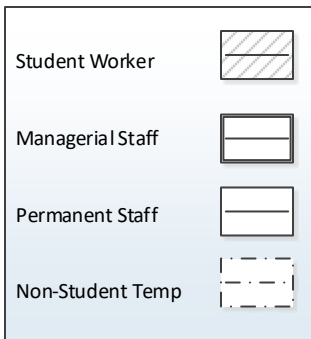 Student Worker
Managerial Staff
Permanent Staff
Non-Student Temp